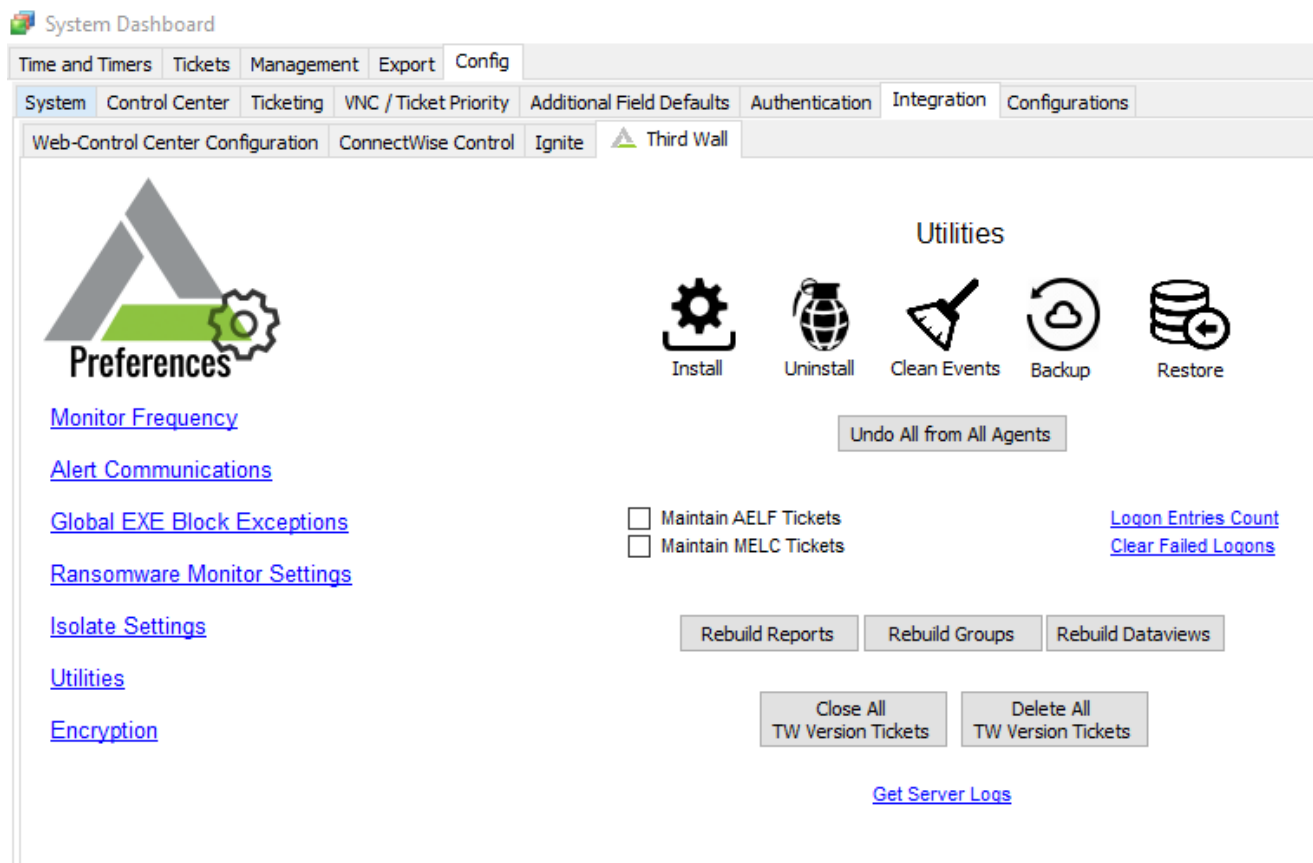 System Dashboard
Time and Timers Tickets Management Export Config
System Control Center Ticketing VNC / Ticket Priority Additional Field Defaults Authentication Integration Configurations
Web-Control Center Configuration ConnectWise Control Ignite Third Wall
Preferences
Monitor Frequency
Alert Communications
Global EXE Block Exceptions
Ransomware Monitor Settings
Isolate Settings
Utilities
Encryption
Utilities
Install Uninstall Clean Events Backup Restore
Undo All from All Agents
Maintain AELF Tickets
Maintain MELC Tickets
Logon Entries Count
Clear Failed Logons
Rebuild Reports Rebuild Groups Rebuild Dataviews
Close All
TW Version Tickets
Delete All
TW Version Tickets
Get Server Logs